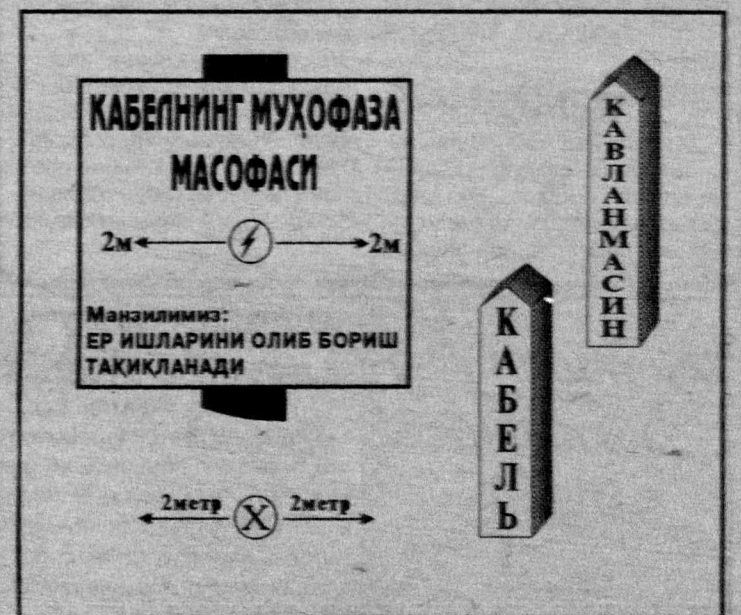 КАБЕЛНИНГ МУҲОФАЗА
МАСОФАСИ
2м 2м
Манзилимиз:
ЕР ИШЛАРИНИ ОЛИБ БОРИШ
ТАҚИҚЛАНАДИ
КАВЛАНМАСИН
КАБЕЛЬ
2метр X 2метр